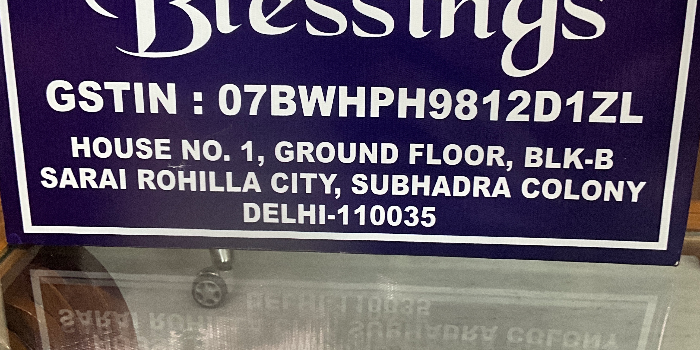 Blessings
GSTIN : 07BWHPH9812D1ZL
HOUSE NO. 1, GROUND FLOOR, BLK-B
SARAI ROHILLA CITY, SUBHADRA COLONY
DELHI-110035